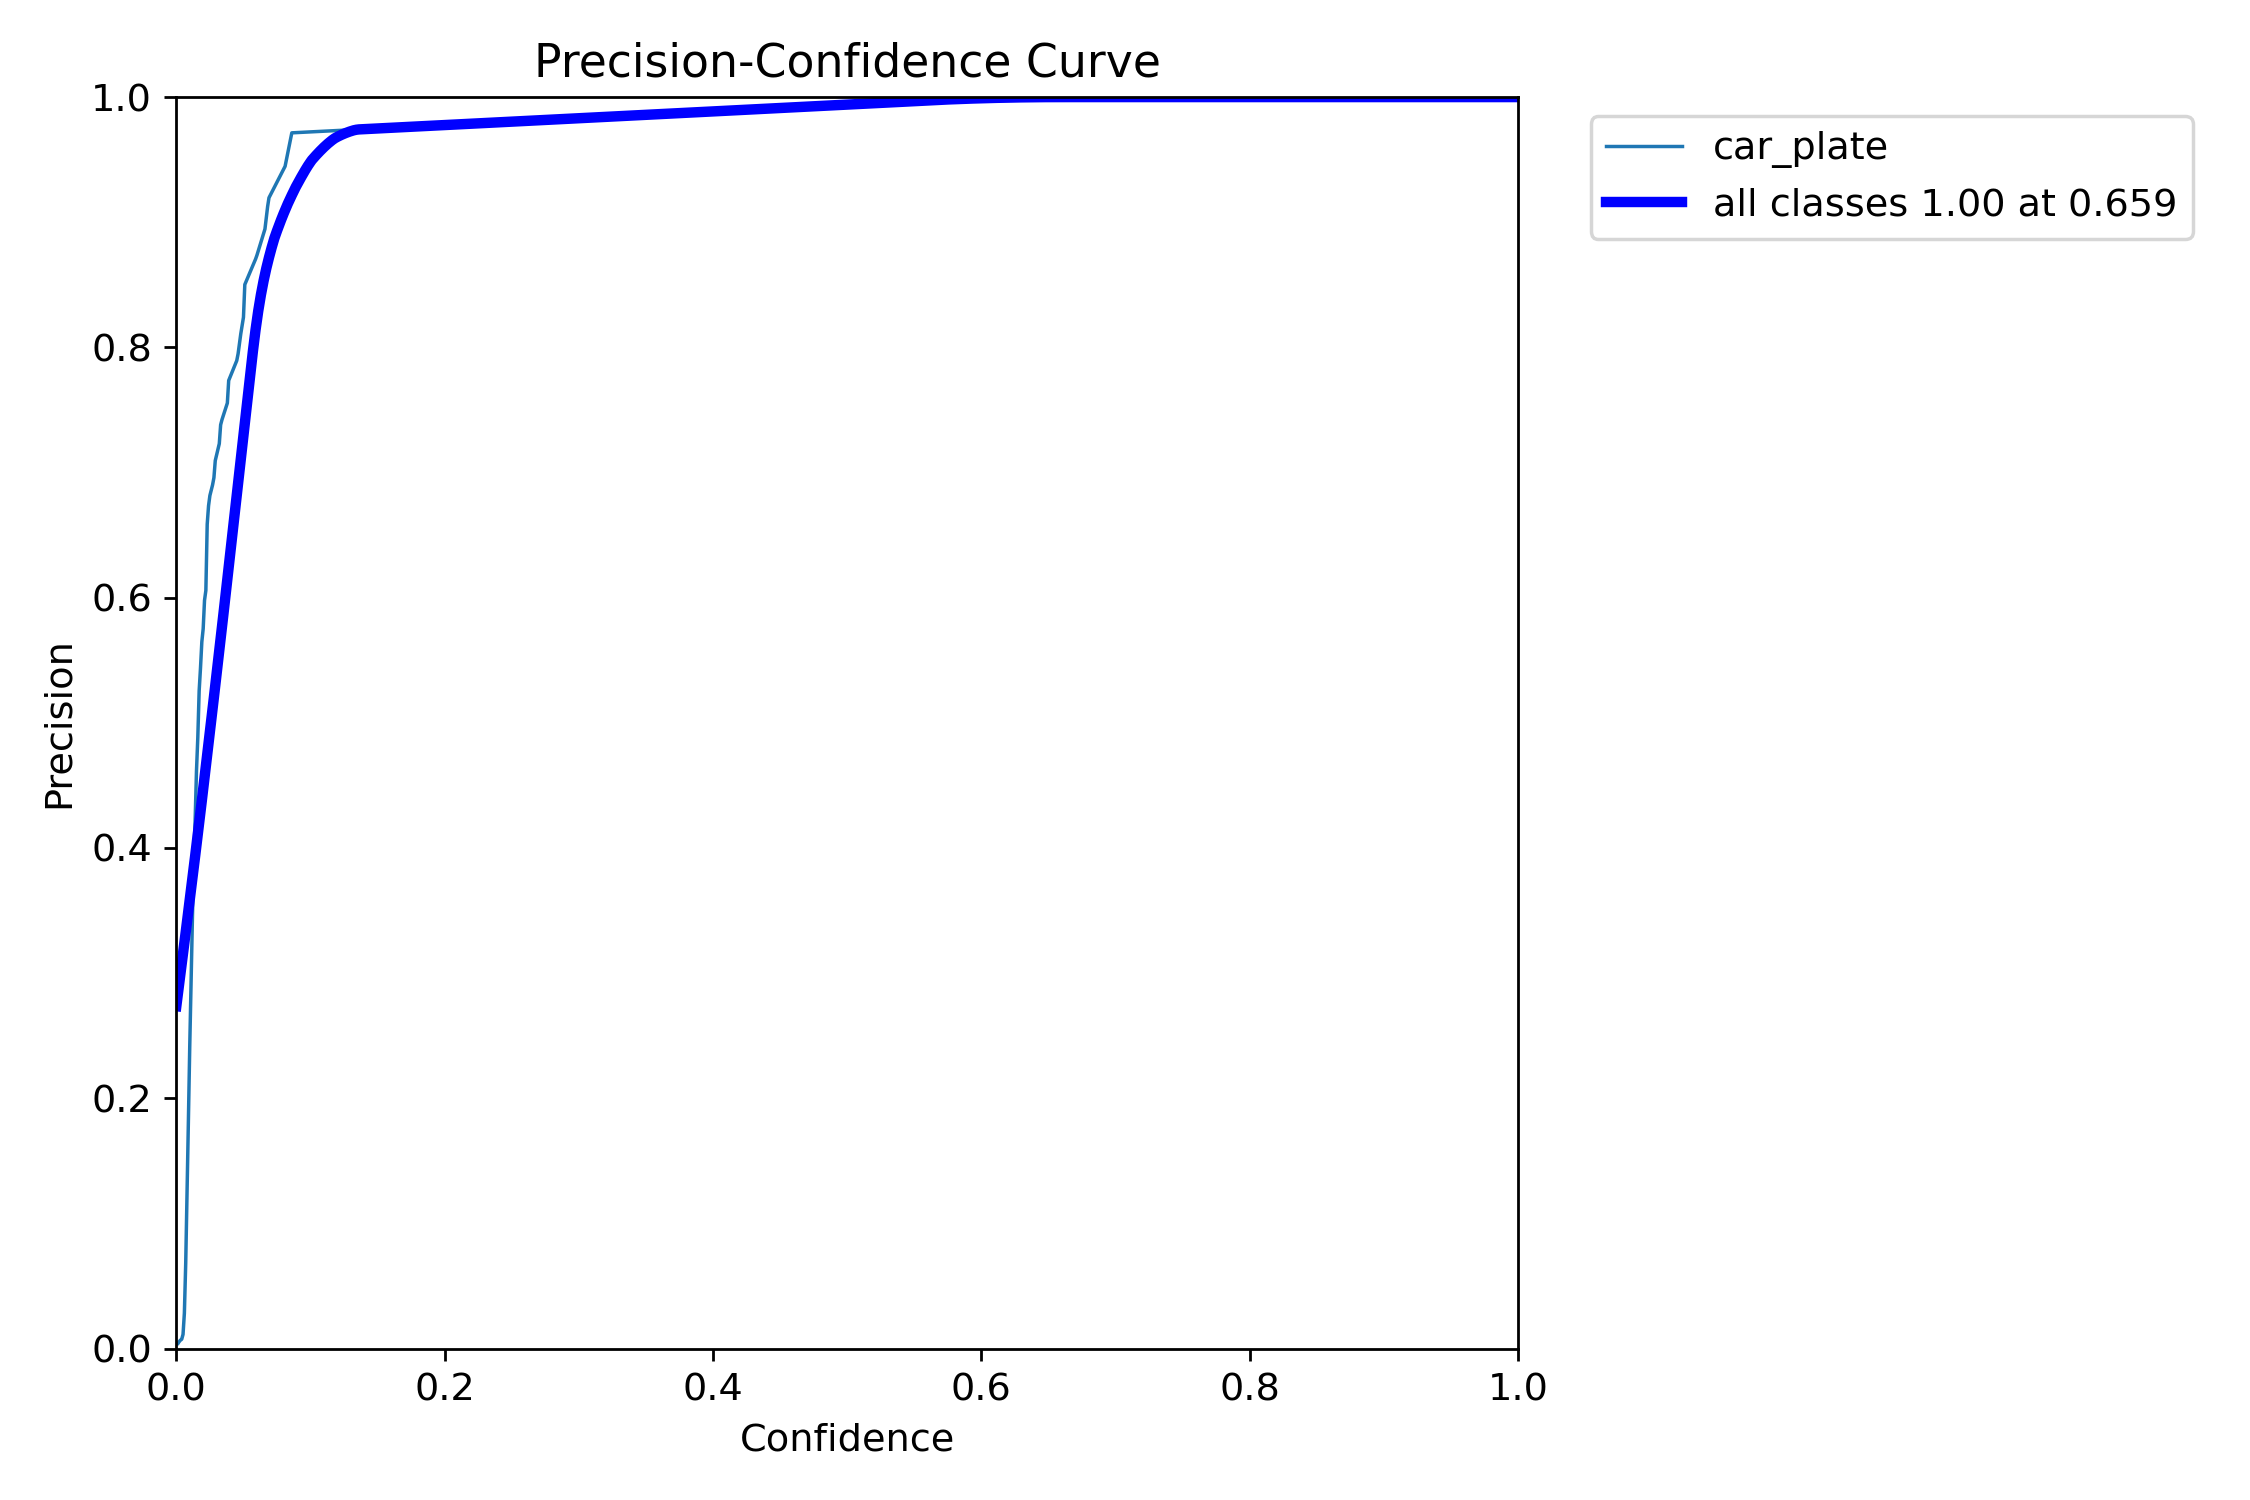 Precision-Confidence Curve
1.0
0.8
0.6
0.4
0.2
0.0
Precision
0.0 0.2 0.4 0.6 0.8 1.0
Confidence
car_plate
all classes 1.00 at 0.659